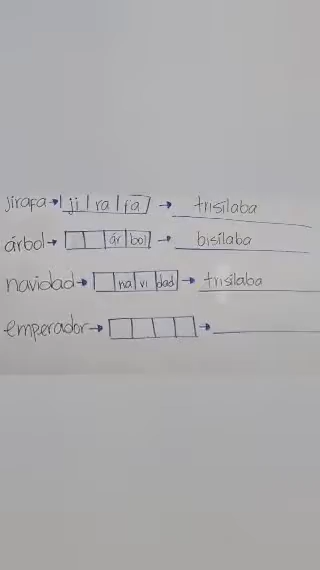 jirafa → ji ra fa → trisílaba
árbol → ár bol → bisílaba
navidad → na vi dad → trisílaba
emperador → →